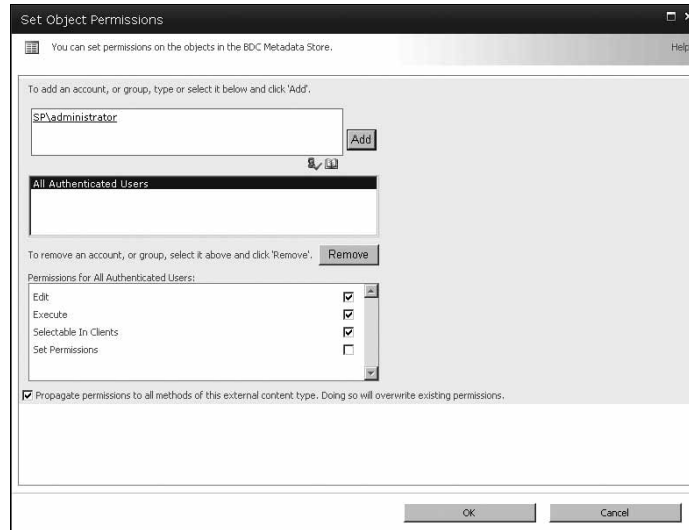 Set Object Permissions
You can set permissions on the objects in the BDC Metadata Store.
Help
To add an account, or group, type or select it below and click 'Add'.
SP\administrator
Add
All Authenticated Users
To remove an account, or group, select it above and click 'Remove'.
Remove
Permissions for All Authenticated Users:
Edit
Execute
Selectable In Clients
Set Permissions
Propagate permissions to all methods of this external content type. Doing so will overwrite existing permissions.
OK
Cancel